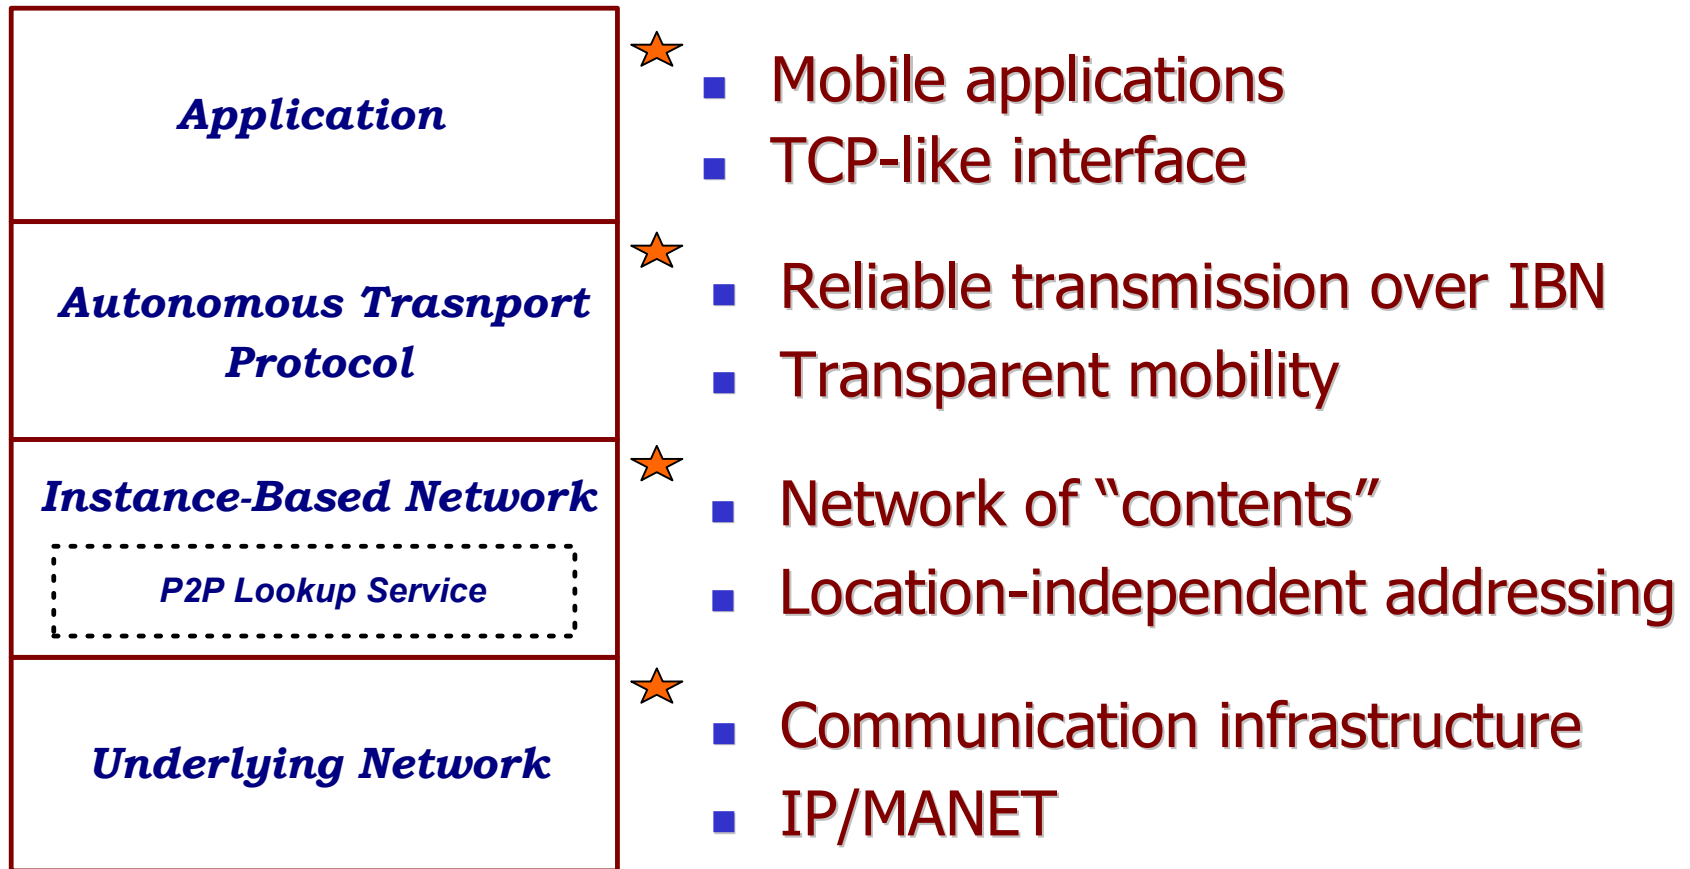 Application
Mobile applications
TCP-like interface
Autonomous Trasnport
Protocol
Reliable transmission over IBN
Transparent mobility
Instance-Based Network
P2P Lookup Service
Network of “contents”
Location-independent addressing
Underlying Network
Communication infrastructure
IP/MANET